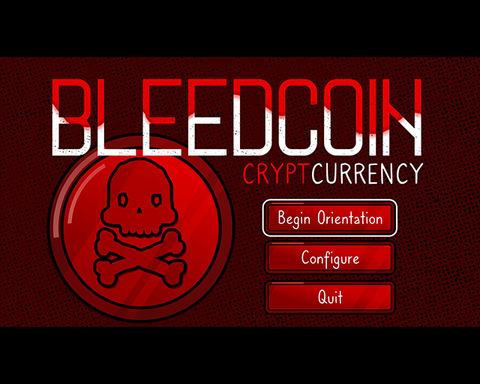 BLEEDCOIN
CRYPTCURRENCY
Begin Orientation
Configure
Quit